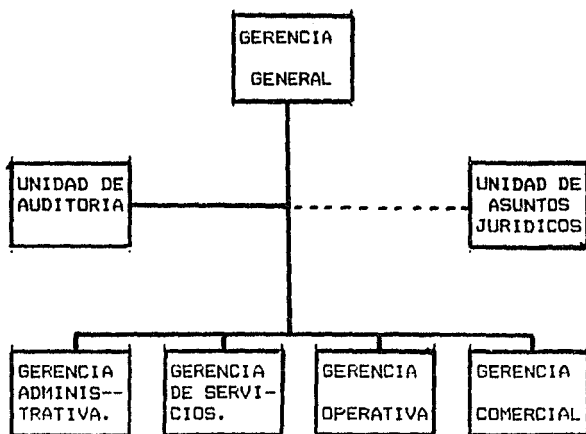 GERENCIA
GENERAL
UNIDAD DE
AUDITORIA
UNIDAD DE
ASUNTOS
JURIDICOS
GERENCIA
ADMINIS--
TRATIVA.
GERENCIA
DE SERVI-
CIOS.
GERENCIA
OPERATIVA
GERENCIA
COMERCIAL